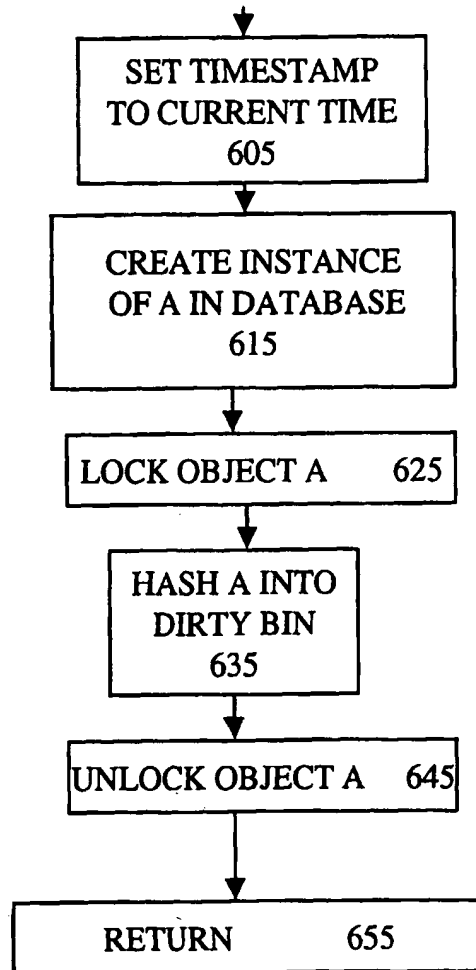 SET TIMESTAMP
TO CURRENT TIME
605
CREATE INSTANCE
OF A IN DATABASE
615
LOCK OBJECT A 625
HASH A INTO
DIRTY BIN
635
UNLOCK OBJECT A 645
RETURN 655